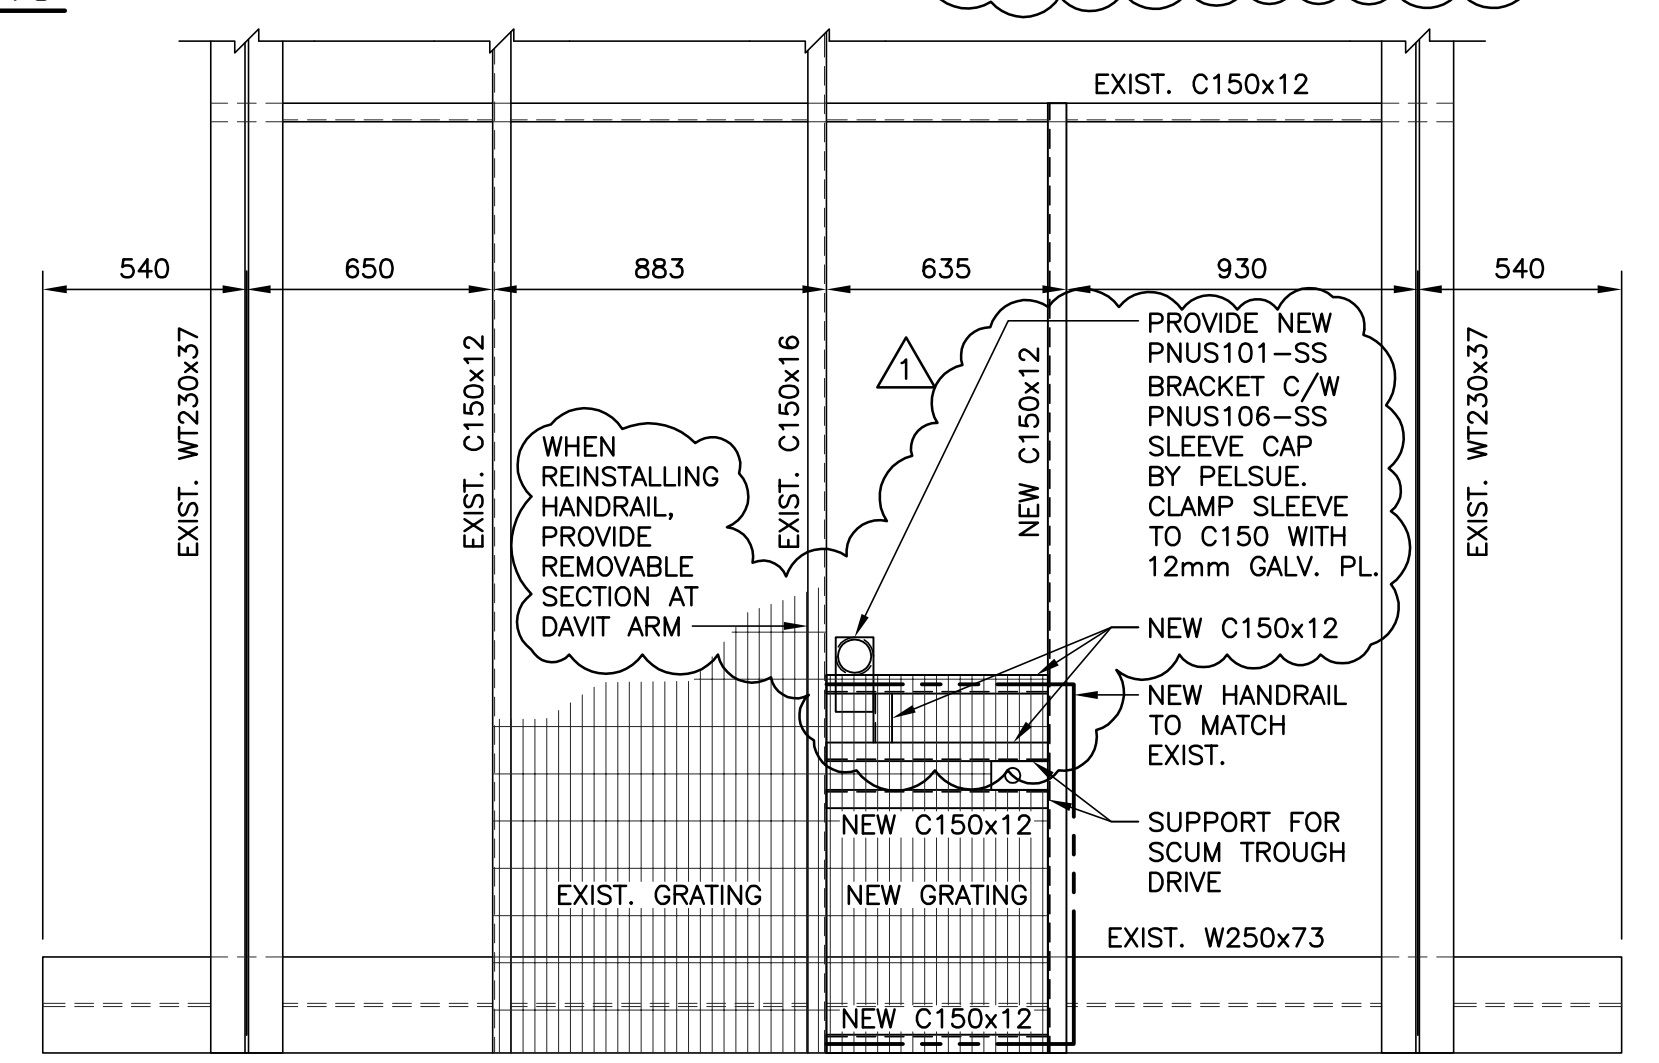 EXIST. C150x12
540
650
883
635
930
540
EXIST. WT230x37
EXIST. C150x12
EXIST. C150x16
NEW C150x12
EXIST. WT230x37
1
PROVIDE NEW
PNUS101-SS
BRACKET C/W
PNUS106-SS
SLEEVE CAP
BY PELSUE.
CLAMP SLEEVE
TO C150 WITH
12mm GALV. PL.
WHEN
REINSTALLING
HANDRAIL,
PROVIDE
REMOVABLE
SECTION AT
DAVIT ARM
NEW C150x12
NEW HANDRAIL
TO MATCH
EXIST.
SUPPORT FOR
SCUM TROUGH
DRIVE
NEW C150x12
EXIST. GRATING
NEW GRATING
EXIST. W250x73
NEW C150x12